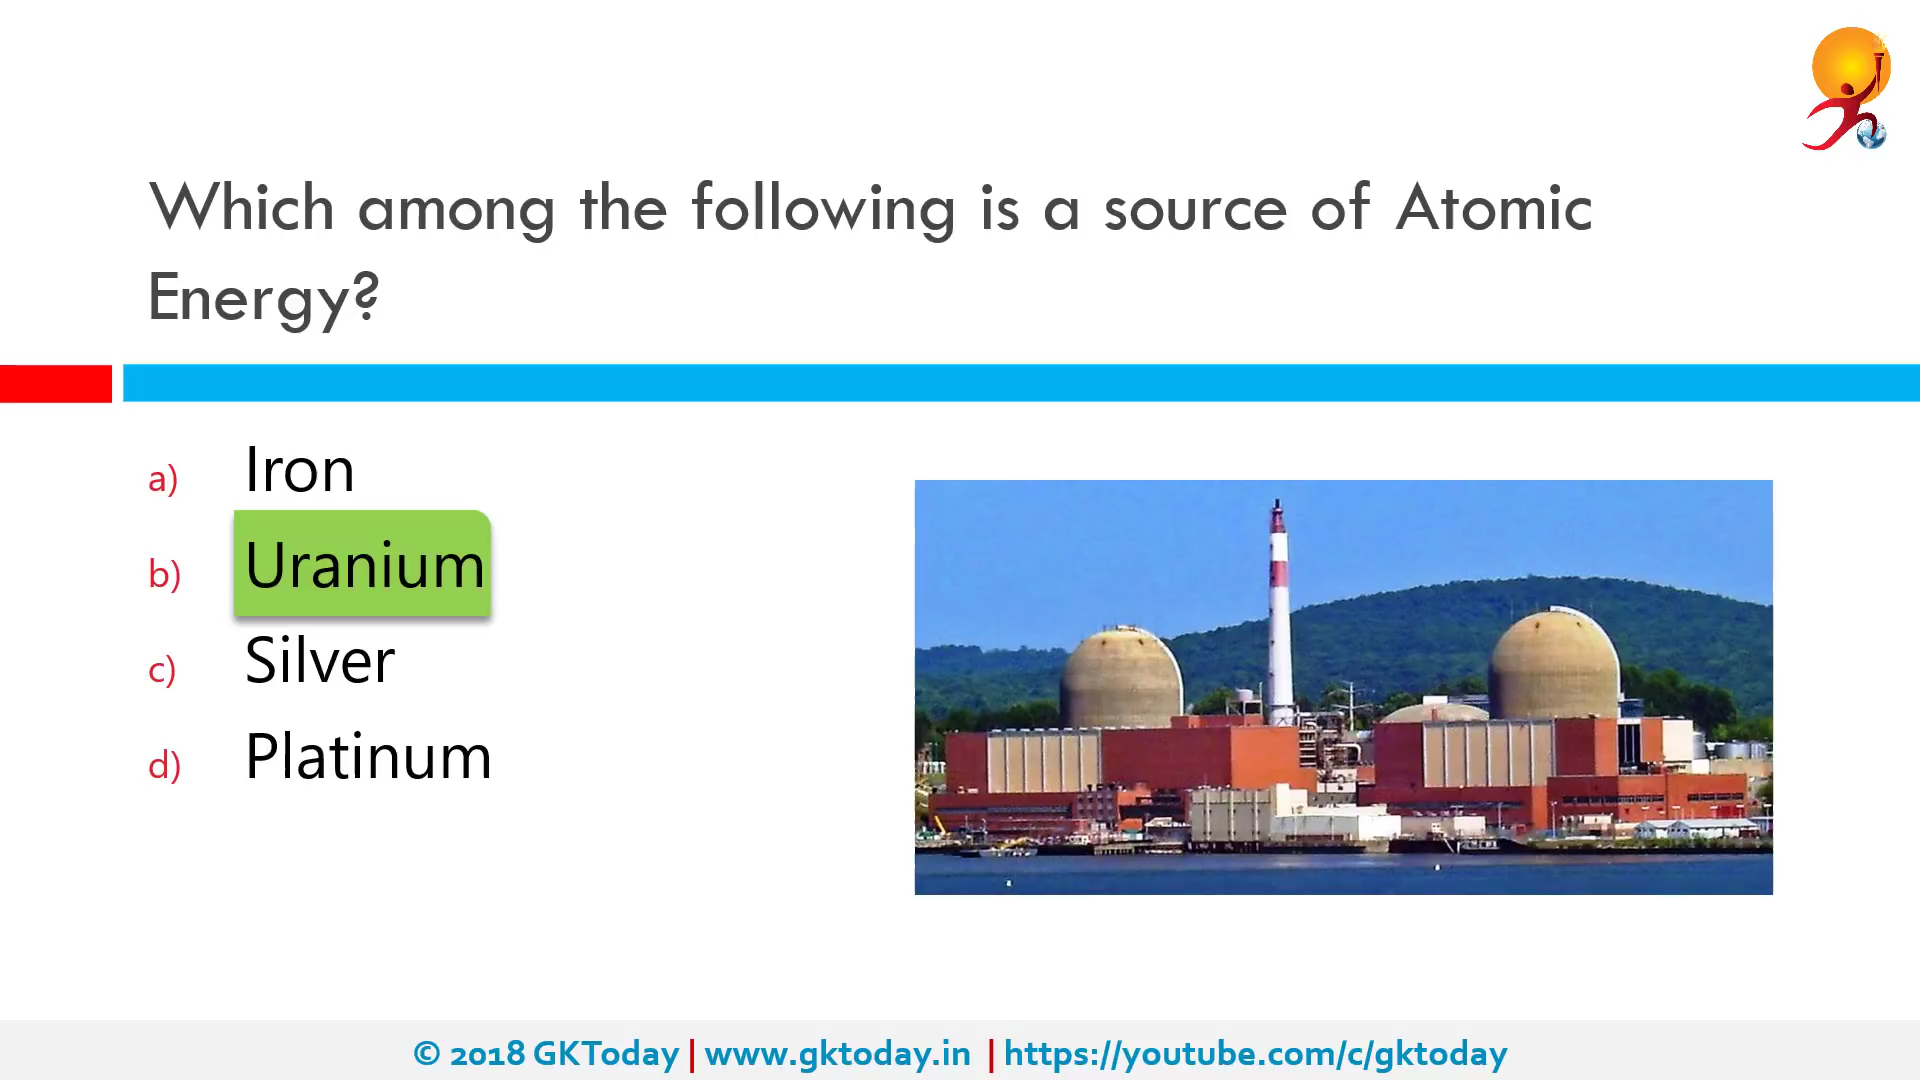 Which among the following is a source of Atomic
Energy?
a) Iron
b) Uranium
c) Silver
d) Platinum
© 2018 GKToday | www.gktoday.in | https://youtube.com/c/gktoday